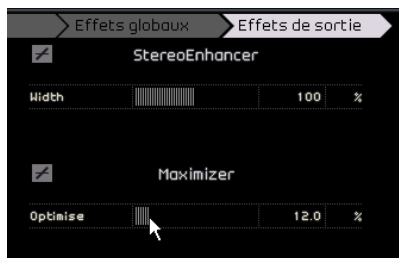 Effets globaux Effets de sortie
StereoEnhancer
Width 100 %
Maximizer
Optimise 12.0 %